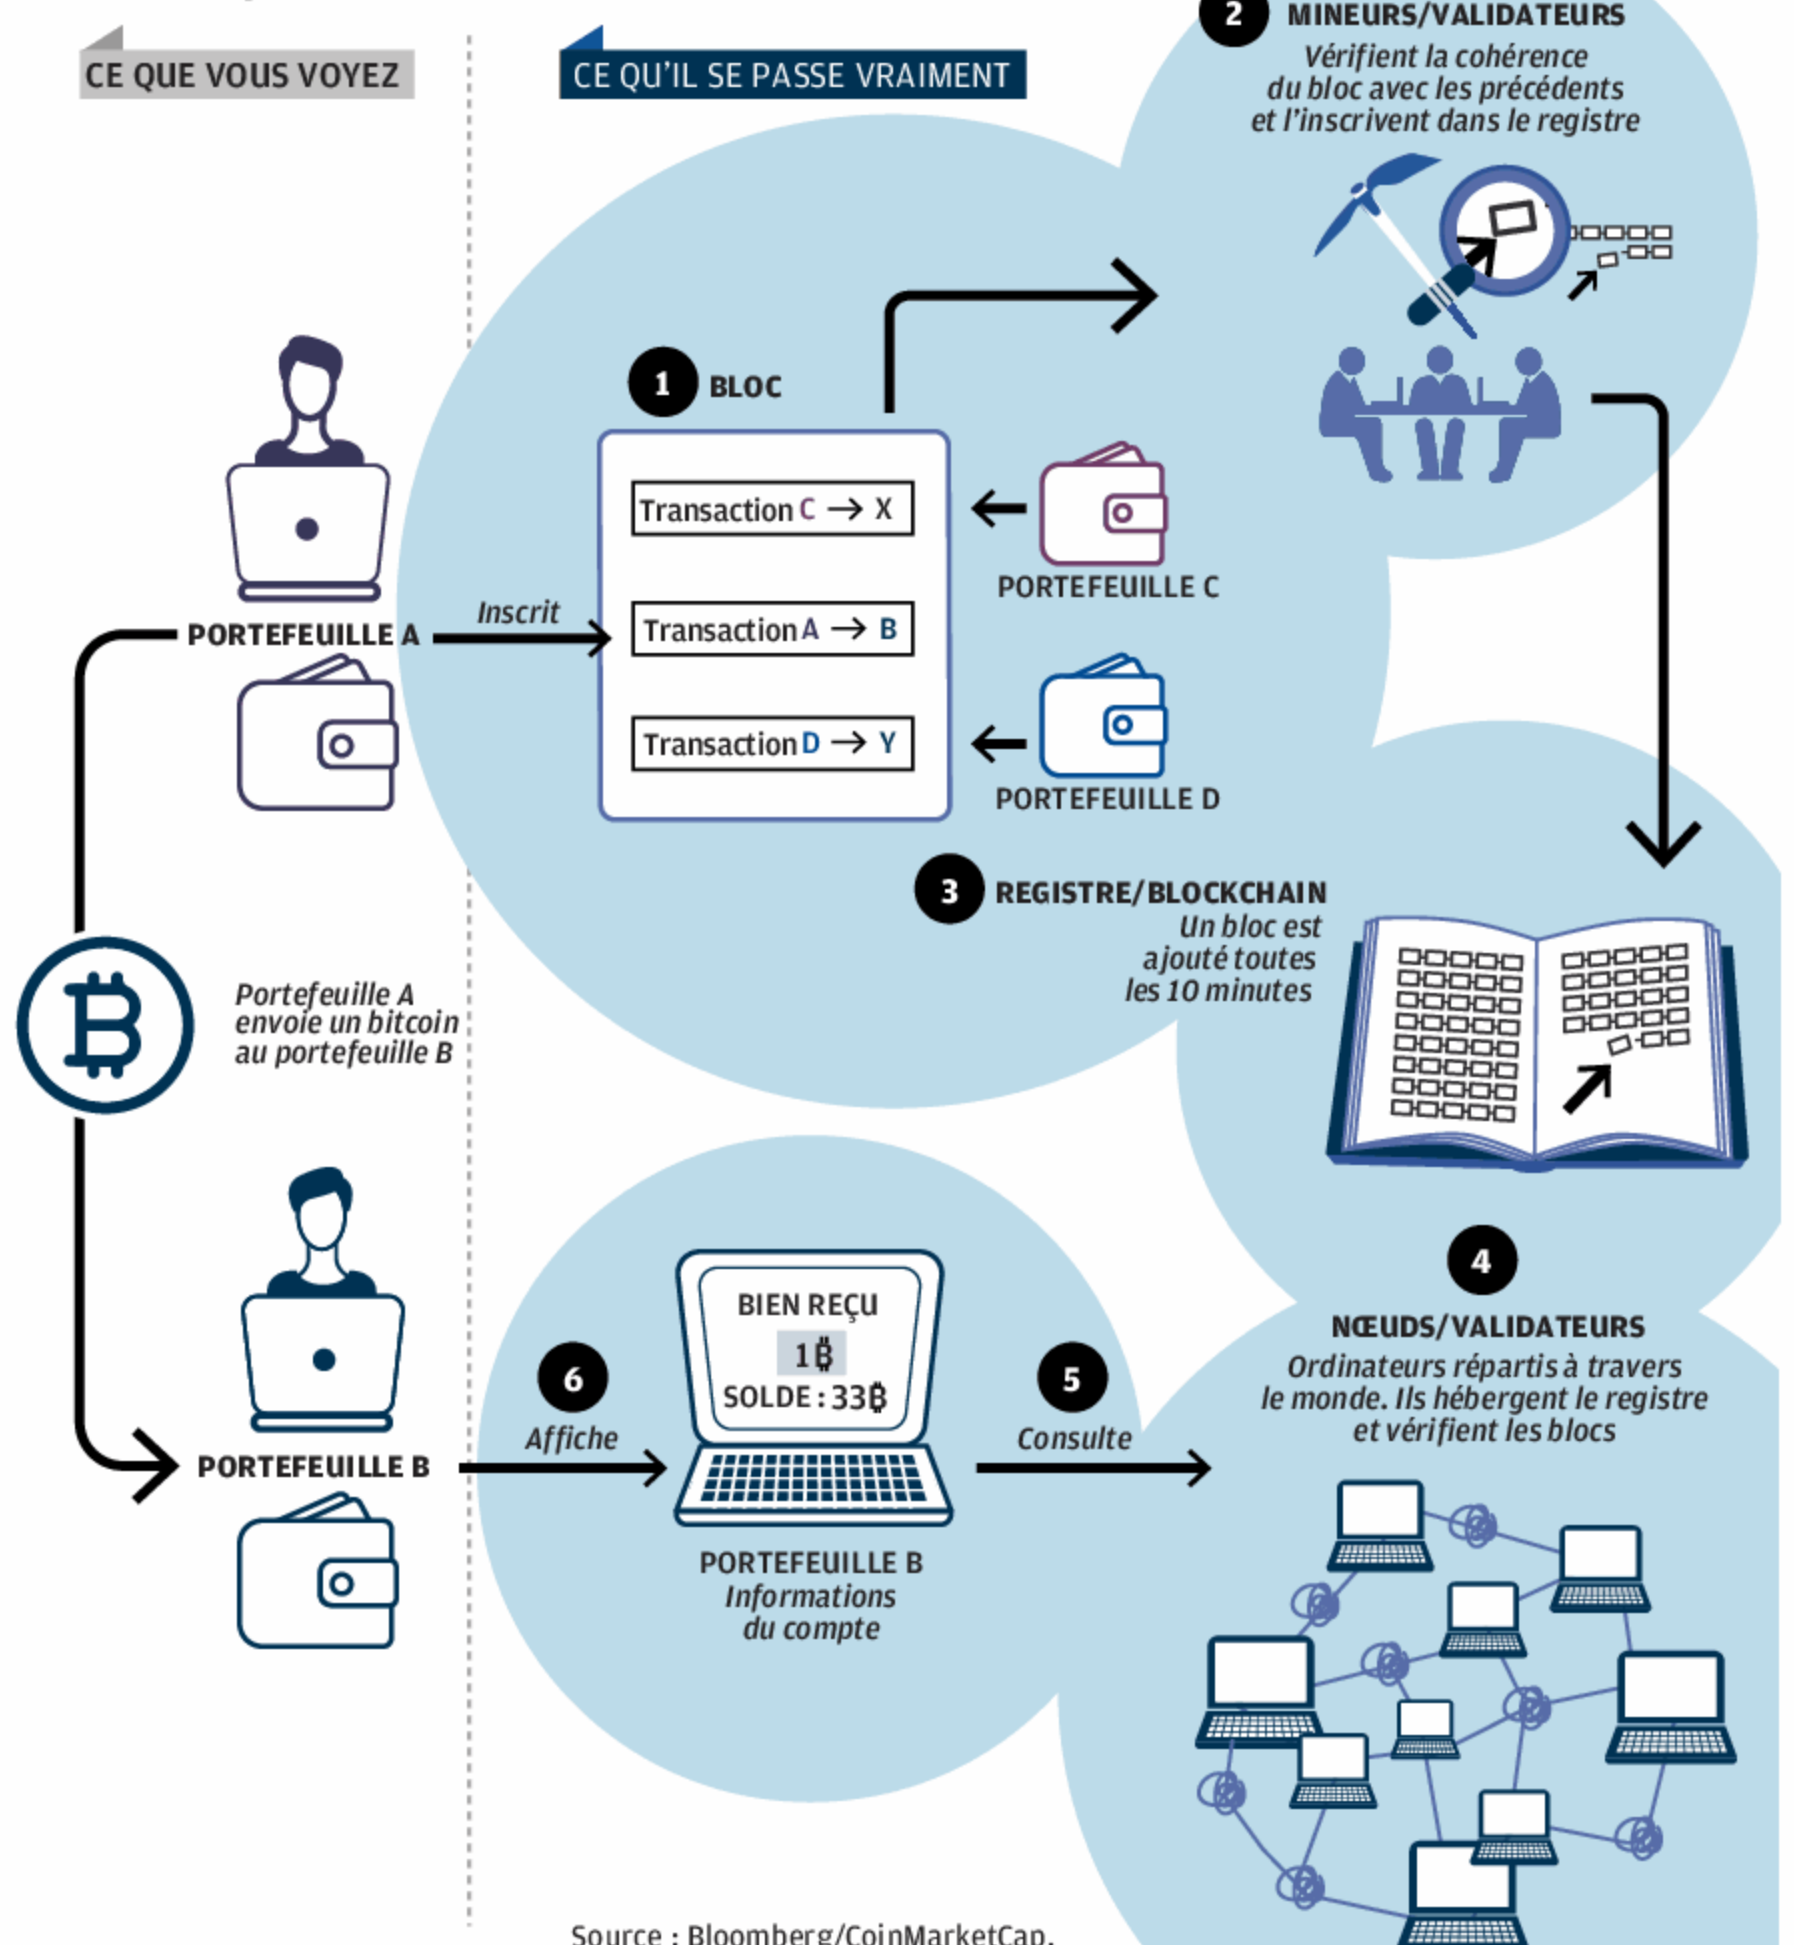 CE QUE VOUS VOYEZ
CE QU'IL SE PASSE VRAIMENT
2
MINEURS/VALIDATEURS
Vérifient la cohérence
du bloc avec les précédents
et l'inscrivent dans le registre
1
BLOC
Transaction C → X
PORTEFEUILLE C
PORTEFEUILLE A
Inscrit
Transaction A → B
Transaction D → Y
PORTEFEUILLE D
3
REGISTRE/BLOCKCHAIN
Un bloc est
ajouté toutes
les 10 minutes
Portefeuille A
envoie un bitcoin
au portefeuille B
4
NŒUDS/VALIDATEURS
Ordinateurs répartis à travers
le monde. Ils hébergent le registre
et vérifient les blocs
BIEN REÇU
1₿
SOLDE : 33₿
6
Affiche
5
Consulte
PORTEFEUILLE B
PORTEFEUILLE B
Informations
du compte
Source : Bloomberg/CoinMarketCap.